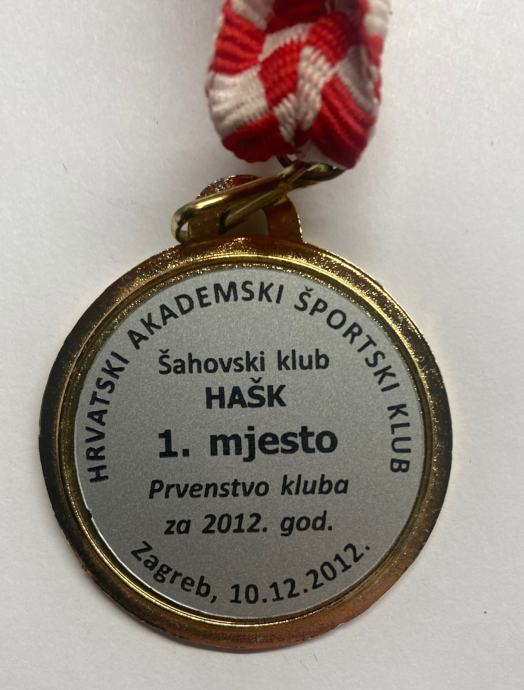 HRVATSKI AKADEMSKI ŠPORTSKI KLUB
Šahovski klub
HAŠK
1. mjesto
Prvenstvo kluba
za 2012. god.
Zagreb, 10.12.2012.